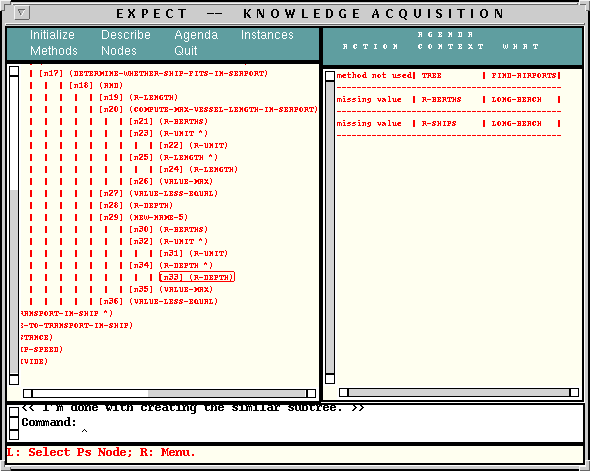 EXPECT -- KNOWLEDGE ACQUISITION
Initialize Describe Agenda Instances
Methods Nodes Quit
AGENDA
ACTION CONTEXT WHAT
[n17] (DETERMINE-WHETHER-SHIP-FITS-IN-SEAPORT)
[n18] (AND)
[n19] (R-LENGTH)
[n20] (COMPUTE-MAX-VESSEL-LENGTH-IN-SEAPORT)
[n21] (R-BERTHS)
[n23] (R-UNIT ^)
[n22] (R-UNIT)
[n25] (R-LENGTH ^)
[n24] (R-LENGTH)
[n26] (VALUE-MAX)
[n27] (VALUE-LESS-EQUAL)
[n28] (R-DEPTH)
[n29] (NEW-NAME-5)
[n30] (R-BERTHS)
[n32] (R-UNIT ^)
[n31] (R-UNIT)
[n34] (R-DEPTH ^)
[n33] (R-DEPTH)
[n35] (VALUE-MAX)
[n36] (VALUE-LESS-EQUAL)
RANSPORT-IN-SHIP ^)
E-TO-TRANSPORT-IN-SHIP)
STANCE)
IP-SPEED)
IVIDE)
method not used| TREE | FIND-AIRPORTS|
missing value | R-BERTHS | LONG-BEACH |
missing value | R-SHIPS | LONG-BEACH |
<< I'm done with creating the similar subtree. >>
Command:
^
L: Select Ps Node; R: Menu.